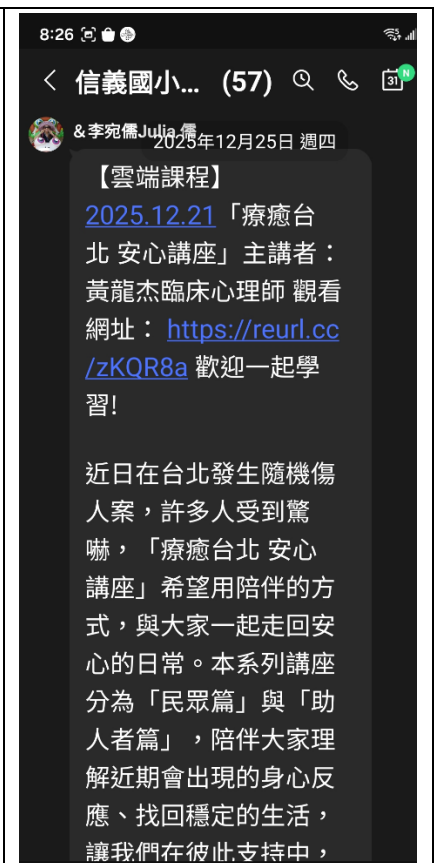 8:26
信義國小... (57)
31 N
&李宛儒Julia.儒
2025年12月25日 週四
【雲端課程】
2025.12.21「療癒台
北 安心講座」主講者：
黃龍杰臨床心理師 觀看
網址： https://reurl.cc
/zKQR8a 歡迎一起學
習!
近日在台北發生隨機傷
人案，許多人受到驚
嚇，「療癒台北 安心
講座」希望用陪伴的方
式，與大家一起走回安
心的日常。本系列講座
分為「民眾篇」與「助
人者篇」，陪伴大家理
解近期會出現的身心反
應、找回穩定的生活，
讓我們在彼此支持中，